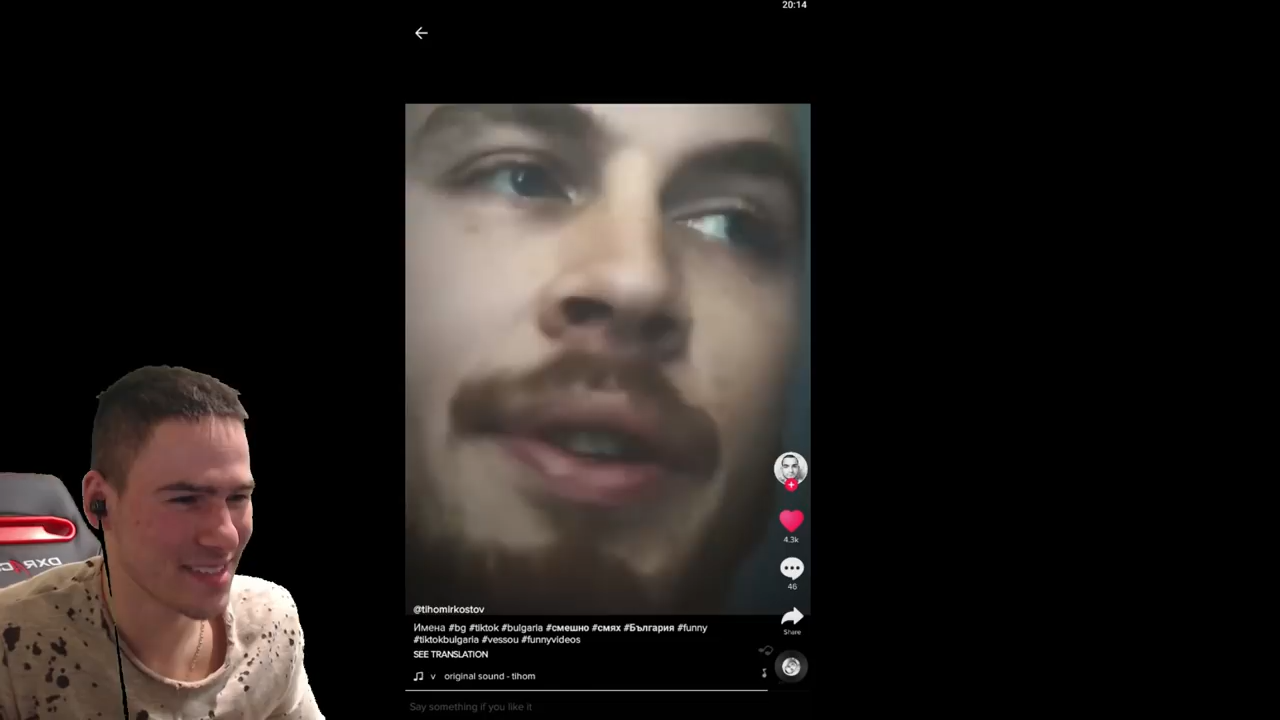 20:14
@tihomirkostov
Имена #bg #tiktok #bulgaria #смешно #смях #България #funny
#tiktokbulgaria #vessou #funnyvideos
SEE TRANSLATION
v original sound - tihom
Say something if you like it
4.3k
46
Share